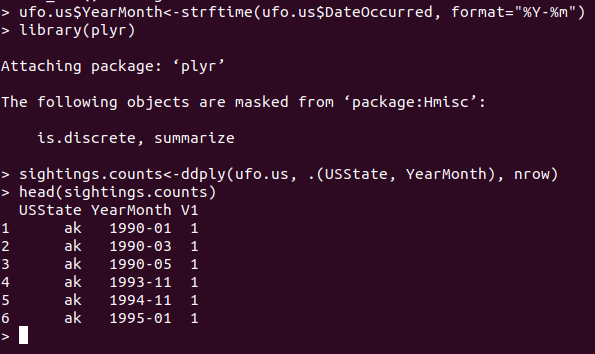 > ufo.us$YearMonth<-strftime(ufo.us$DateOccurred, format="%Y-%m")
> library(plyr)
Attaching package: ‘plyr’
The following objects are masked from ‘package:Hmisc’:
    is.discrete, summarize
> sightings.counts<-ddply(ufo.us, .(USState, YearMonth), nrow)
> head(sightings.counts)
  USState YearMonth V1
1      ak   1990-01  1
2      ak   1990-03  1
3      ak   1990-05  1
4      ak   1993-11  1
5      ak   1994-11  1
6      ak   1995-01  1
>